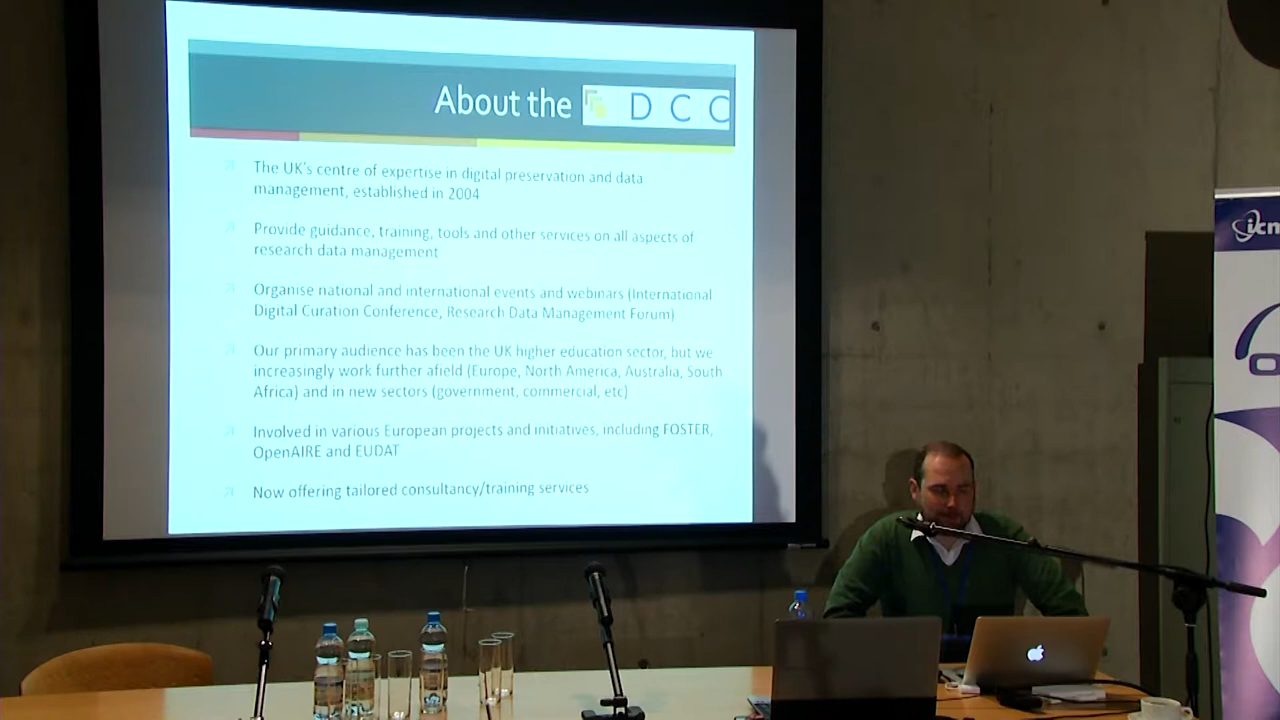 About the DCC
The UK's centre of expertise in digital preservation and data
management, established in 2004
Provide guidance, training, tools and other services on all aspects of
research data management
Organise national and international events and webinars (International
Digital Curation Conference, Research Data Management Forum)
Our primary audience has been the UK higher education sector, but we
increasingly work further afield (Europe, North America, Australia, South
Africa) and in new sectors (government, commercial, etc)
Involved in various European projects and initiatives, including FOSTER,
OpenAIRE and EUDAT
Now offering tailored consultancy/training services